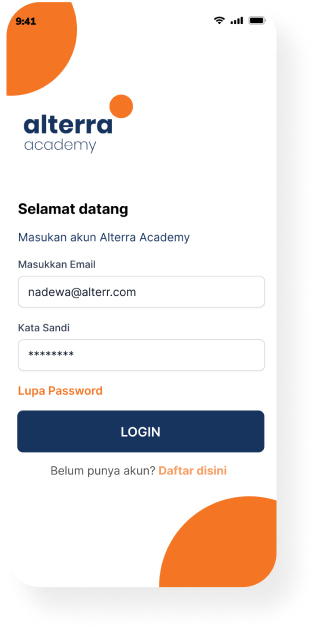 9:41
alterra
academy
Selamat datang
Masukan akun Alterra Academy
Masukkan Email
nadewa@alterr.com
Kata Sandi
********
Lupa Password
LOGIN
Belum punya akun? Daftar disini